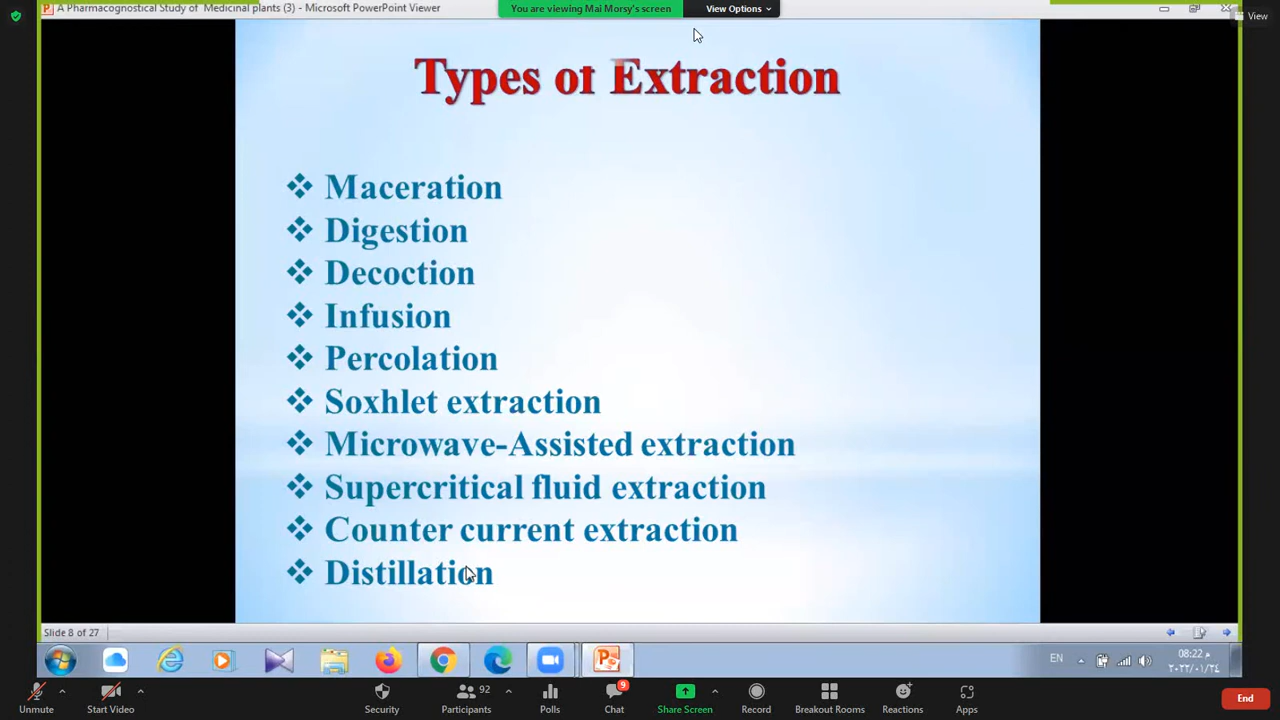 A Pharmacognostical Study of Medicinal plants (3) - Microsoft PowerPoint Viewer
You are viewing Mai Morsy's screen
View Options
View
Types of Extraction
Maceration
Digestion
Decoction
Infusion
Percolation
Soxhlet extraction
Microwave-Assisted extraction
Supercritical fluid extraction
Counter current extraction
Distillation
Slide 8 of 27
EN
08:22 م
٢٠٢٢/٠١/٢٤
Unmute
Start Video
Security
Participants 92
Polls
Chat 9
Share Screen
Record
Breakout Rooms
Reactions
Apps
End